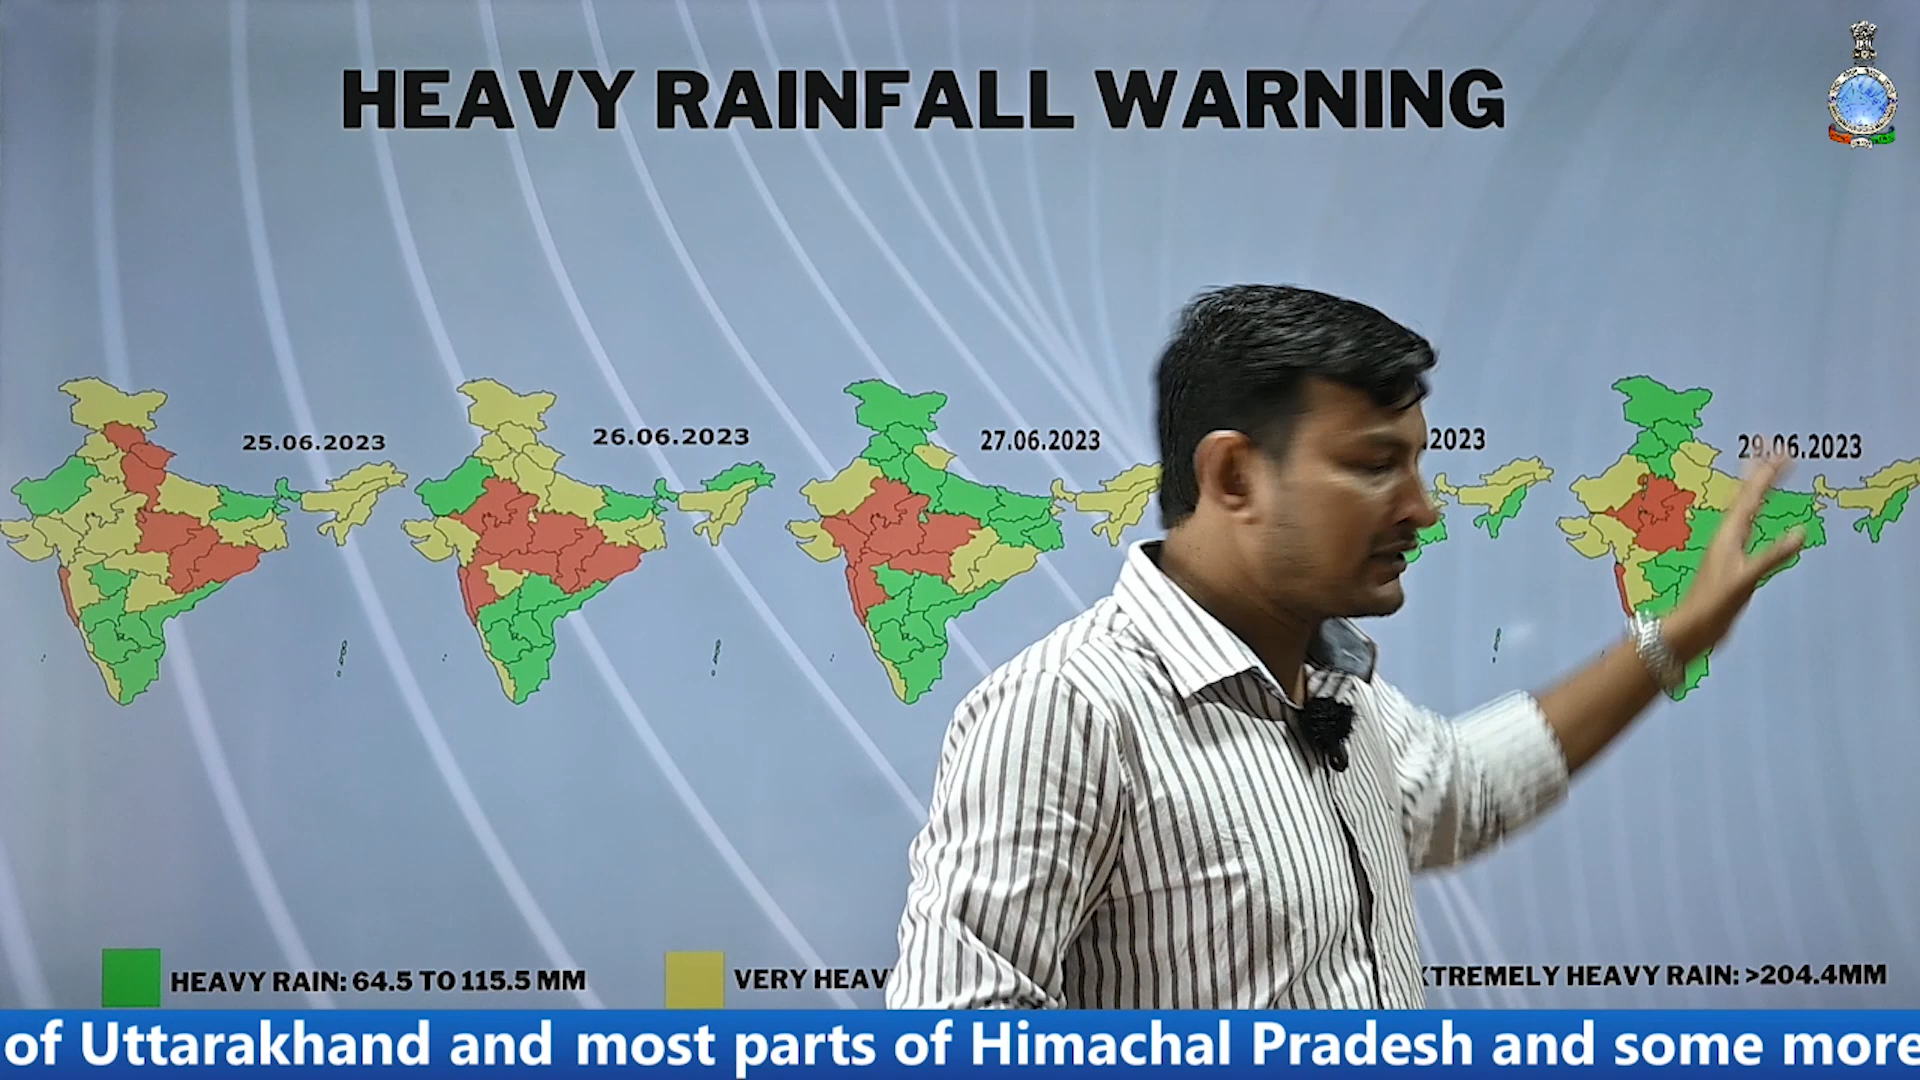 HEAVY RAINFALL WARNING
25.06.2023
26.06.2023
27.06.2023
.2023
29.06.2023
HEAVY RAIN: 64.5 TO 115.5 MM
VERY HEAV
XTREMELY HEAVY RAIN: >204.4MM
of Uttarakhand and most parts of Himachal Pradesh and some more